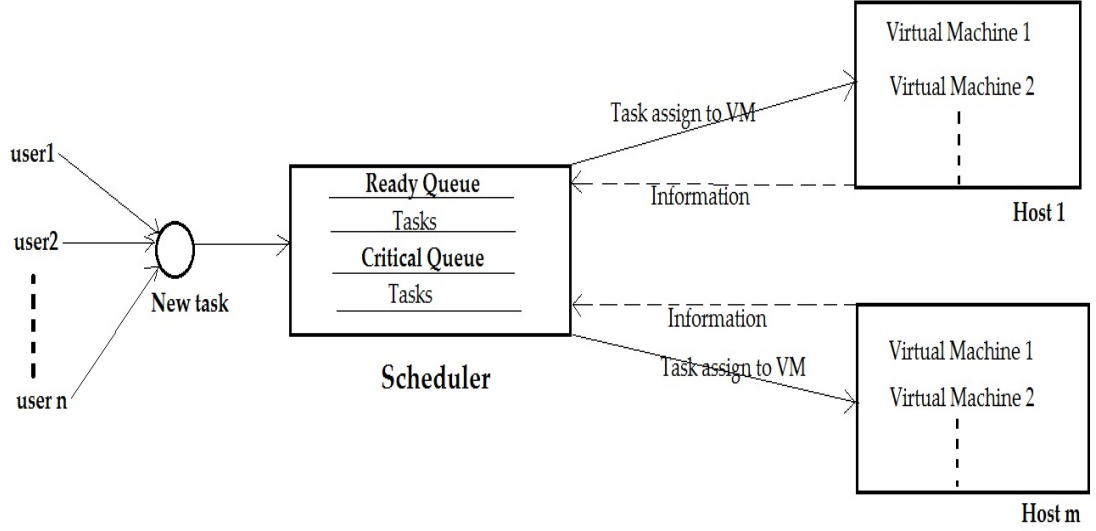 user1
user2
user n
New task
Ready Queue
Tasks
Critical Queue
Tasks
Scheduler
Task assign to VM
Information
Information
Task assign to VM
Virtual Machine 1
Virtual Machine 2
Host 1
Virtual Machine 1
Virtual Machine 2
Host m